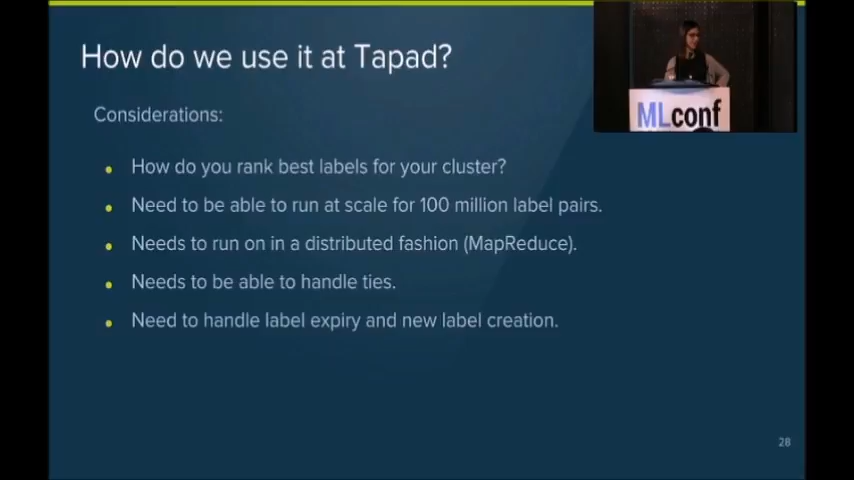 How do we use it at Tapad?
MLconf
Considerations:
How do you rank best labels for your cluster?
Need to be able to run at scale for 100 million label pairs.
Needs to run on in a distributed fashion (MapReduce).
Needs to be able to handle ties.
Need to handle label expiry and new label creation.
28